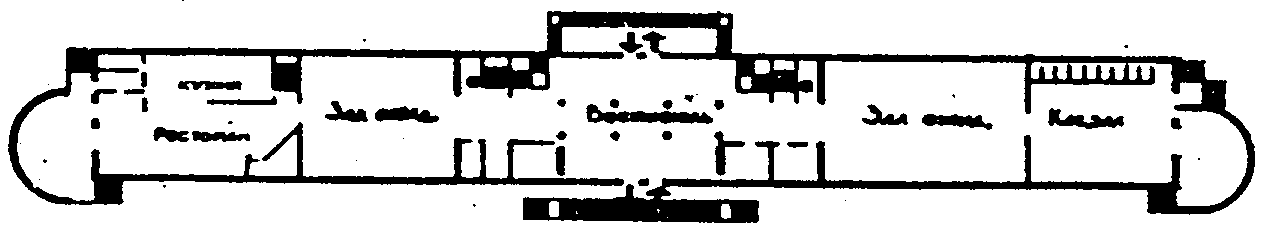 кухня
Ресторан
Зал ожид.
Вестибюль
Зал ожид.
Кассы